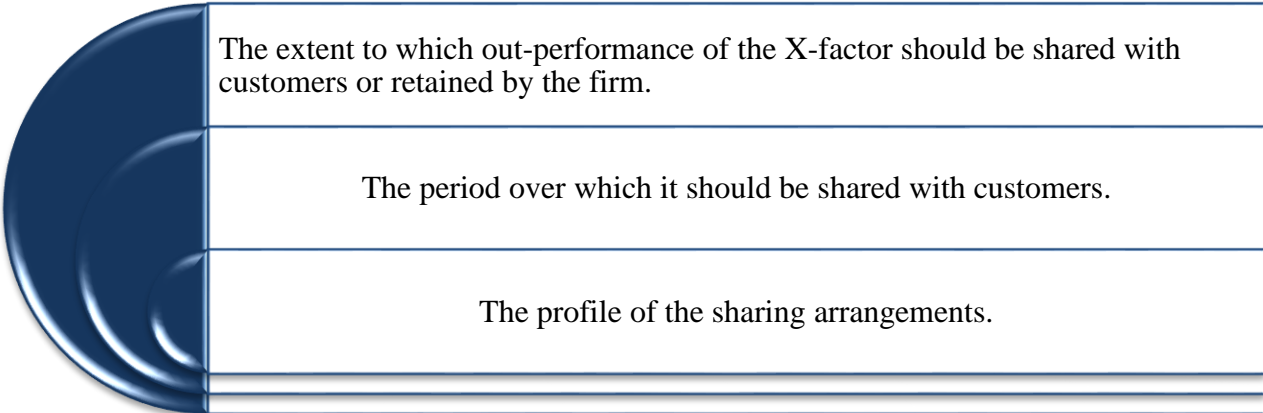 The extent to which out-performance of the X-factor should be shared with
customers or retained by the firm.
The period over which it should be shared with customers.
The profile of the sharing arrangements.